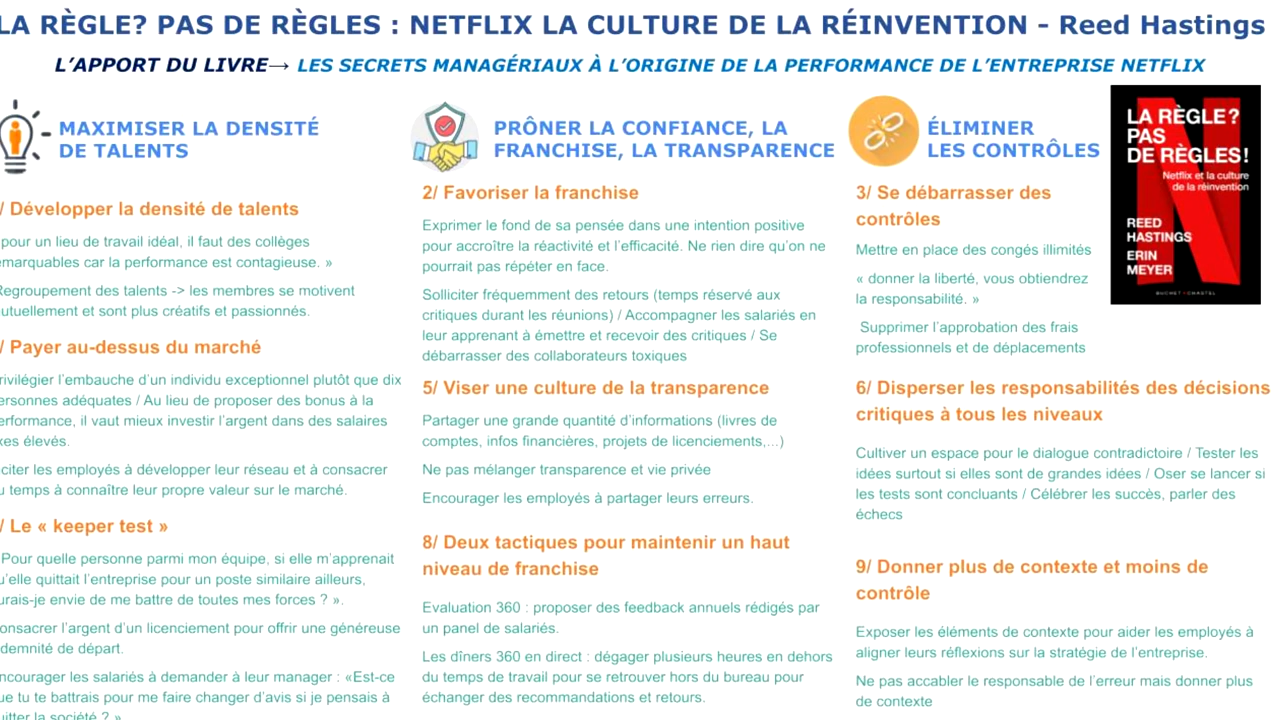 LA RÈGLE? PAS DE RÈGLES : NETFLIX LA CULTURE DE LA RÉINVENTION - Reed Hastings
L'APPORT DU LIVRE→ LES SECRETS MANAGÉRIAUX À L'ORIGINE DE LA PERFORMANCE DE L'ENTREPRISE NETFLIX
MAXIMISER LA DENSITÉ
DE TALENTS
/ Développer la densité de talents
pour un lieu de travail idéal, il faut des collèges
emarquables car la performance est contagieuse. »
Regroupement des talents -> les membres se motivent
utuellement et sont plus créatifs et passionnés.
/ Payer au-dessus du marché
rivilégier l'embauche d'un individu exceptionnel plutôt que dix
ersonnes adéquates / Au lieu de proposer des bonus à la
erformance, il vaut mieux investir l'argent dans des salaires
xes élevés.
citer les employés à développer leur réseau et à consacrer
u temps à connaître leur propre valeur sur le marché.
/ Le « keeper test »
Pour quelle personne parmi mon équipe, si elle m'apprenait
u'elle quittait l'entreprise pour un poste similaire ailleurs,
urais-je envie de me battre de toutes mes forces ? ».
onsacrer l'argent d'un licenciement pour offrir une généreuse
demnité de départ.
ncourager les salariés à demander à leur manager : «Est-ce
ue tu te battrais pour me faire changer d'avis si je pensais à
uitter la société ? »
PRÔNER LA CONFIANCE, LA
FRANCHISE, LA TRANSPARENCE
2/ Favoriser la franchise
Exprimer le fond de sa pensée dans une intention positive
pour accroître la réactivité et l'efficacité. Ne rien dire qu'on ne
pourrait pas répéter en face.
Solliciter fréquemment des retours (temps réservé aux
critiques durant les réunions) / Accompagner les salariés en
leur apprenant à émettre et recevoir des critiques / Se
débarrasser des collaborateurs toxiques
5/ Viser une culture de la transparence
Partager une grande quantité d'informations (livres de
comptes, infos financières, projets de licenciements,...)
Ne pas mélanger transparence et vie privée
Encourager les employés à partager leurs erreurs.
8/ Deux tactiques pour maintenir un haut
niveau de franchise
Evaluation 360 : proposer des feedback annuels rédigés par
un panel de salariés.
Les dîners 360 en direct : dégager plusieurs heures en dehors
du temps de travail pour se retrouver hors du bureau pour
échanger des recommandations et retours.
ÉLIMINER
LES CONTRÔLES
3/ Se débarrasser des
contrôles
Mettre en place des congés illimités
« donner la liberté, vous obtiendrez
la responsabilité. »
Supprimer l'approbation des frais
professionnels et de déplacements
6/ Disperser les responsabilités des décisions
critiques à tous les niveaux
Cultiver un espace pour le dialogue contradictoire / Tester les
idées surtout si elles sont de grandes idées / Oser se lancer si
les tests sont concluants / Célébrer les succès, parler des
échecs
9/ Donner plus de contexte et moins de
contrôle
Exposer les éléments de contexte pour aider les employés à
aligner leurs réflexions sur la stratégie de l'entreprise.
Ne pas accabler le responsable de l'erreur mais donner plus
de contexte
LA RÈGLE?
PAS
DE RÈGLES!
Netflix et la culture
de la réinvention
REED
HASTINGS
ERIN
MEYER
BUCHET • CHASTEL